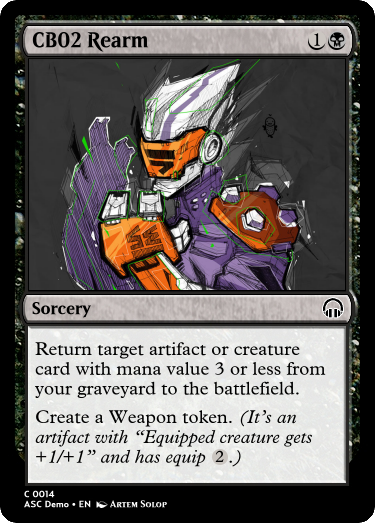 CBO2 Rearm 1
Sorcery
Return target artifact or creature
card with mana value 3 or less from
your graveyard to the battlefield.
Create a Weapon token. (It's an
artifact with “Equipped creature gets
+1/+1” and has equip 2.)
C 0014
ASC Demo • EN Artem Solop